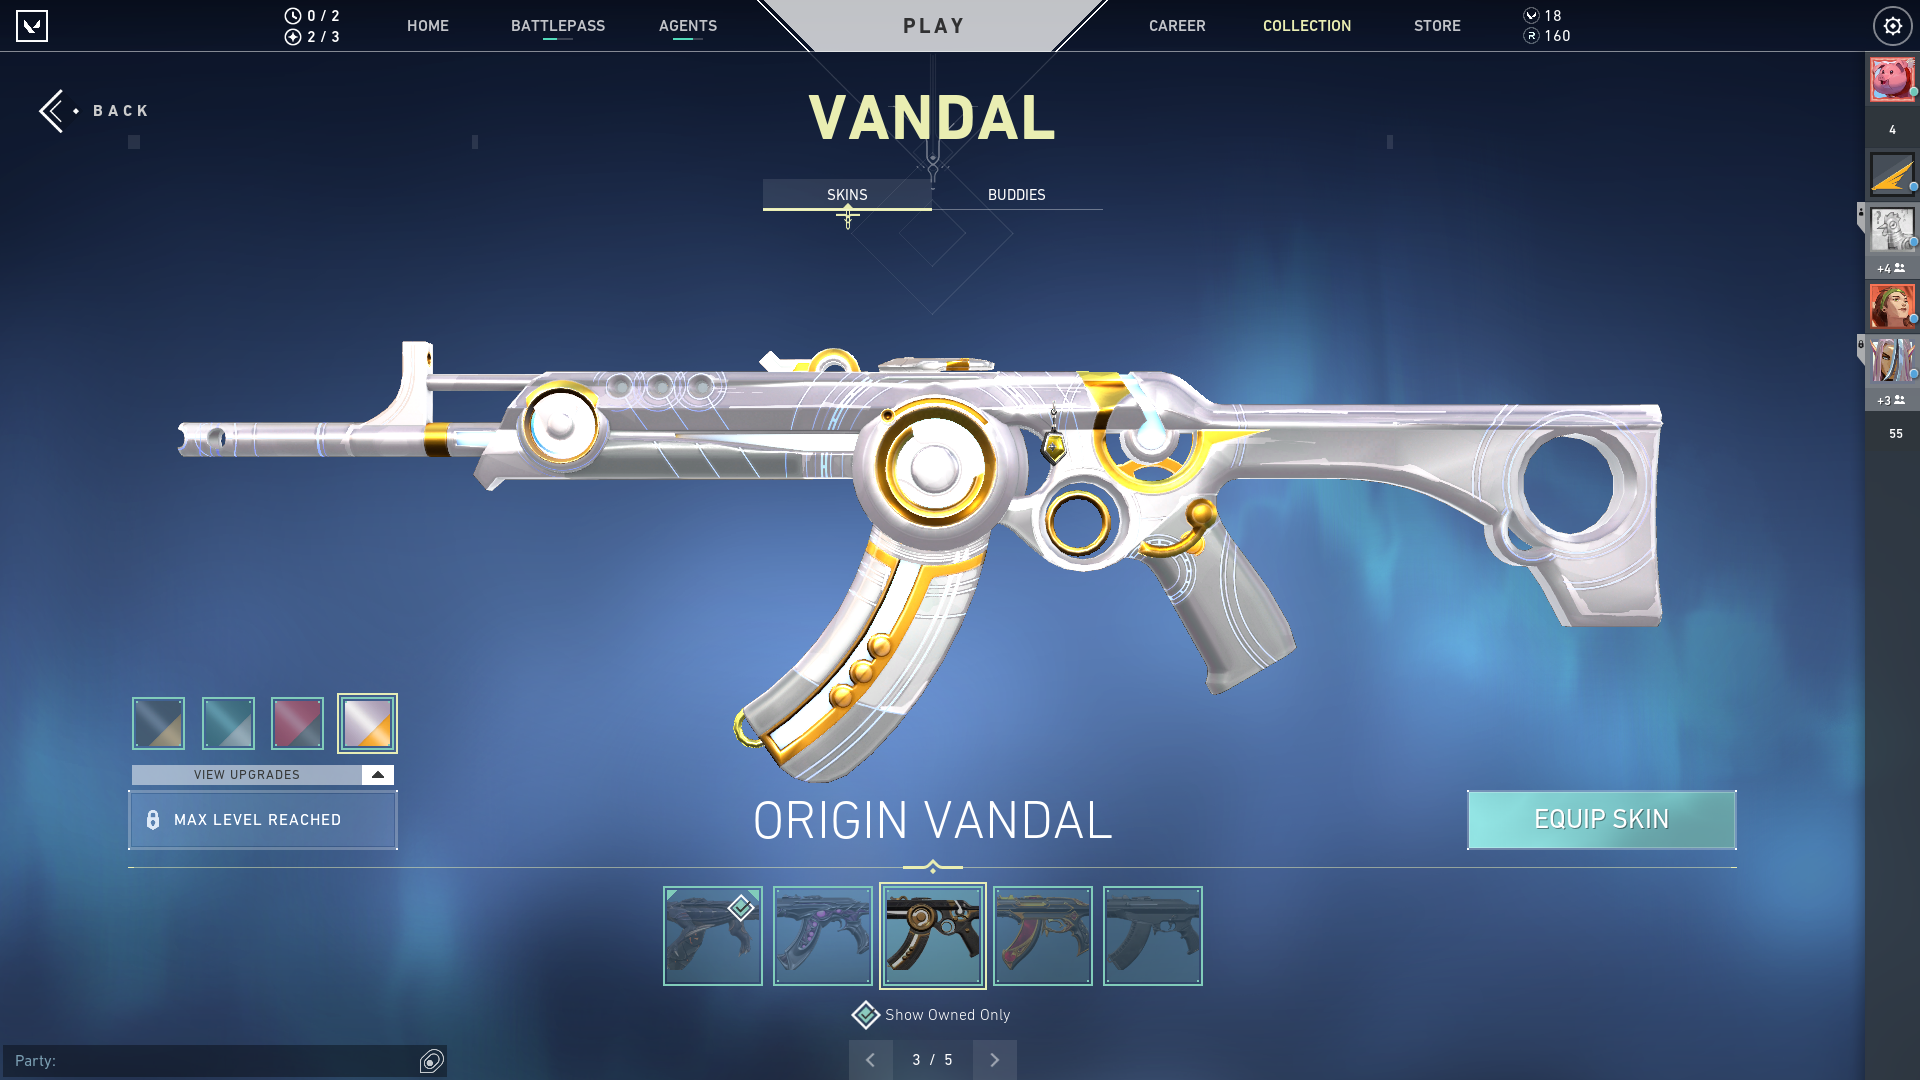 0 / 2
2 / 3
HOME
BATTLEPASS
AGENTS
PLAY
CAREER
COLLECTION
STORE
18
160
BACK
VANDAL
SKINS
BUDDIES
4
+4
+3
55
VIEW UPGRADES
MAX LEVEL REACHED
ORIGIN VANDAL
EQUIP SKIN
Show Owned Only
Party:
3 / 5